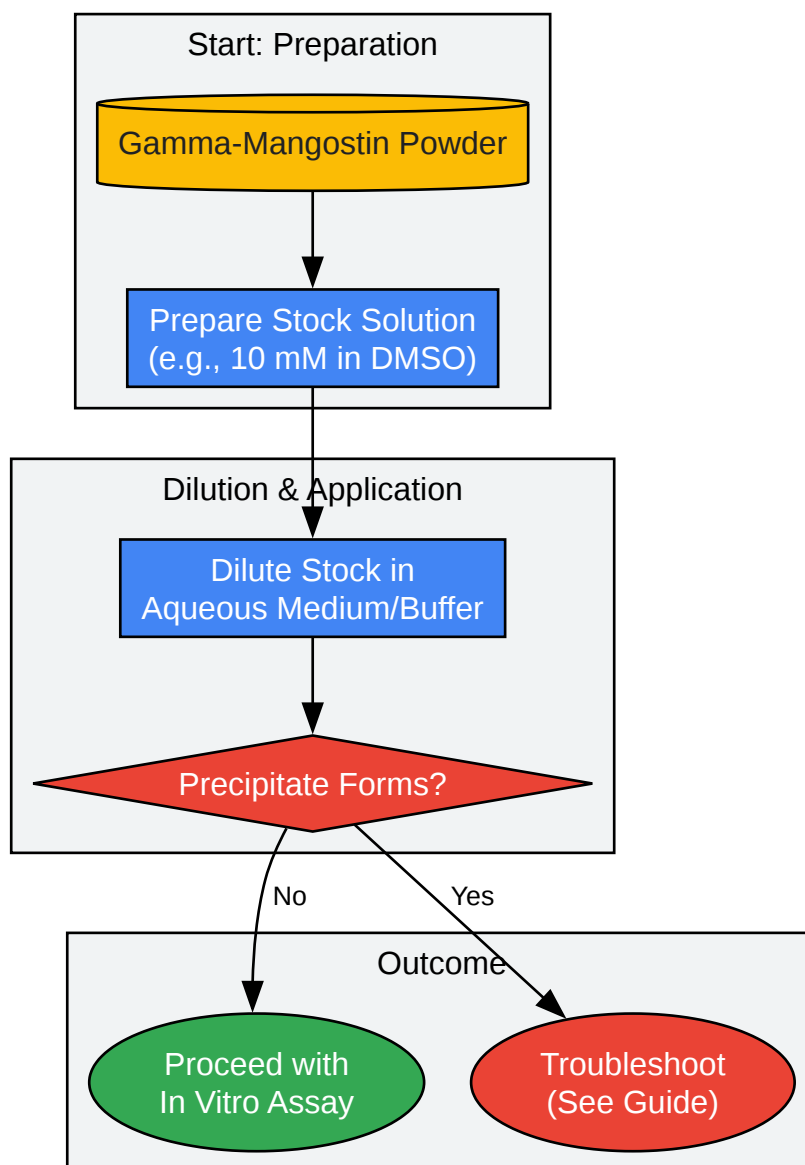 Start: Preparation
Gamma-Mangostin Powder
Prepare Stock Solution
(e.g., 10 mM in DMSO)
Dilution & Application
Dilute Stock in
Aqueous Medium/Buffer
Precipitate Forms?
No
Yes
Outcome
Proceed with
In Vitro Assay
Troubleshoot
(See Guide)